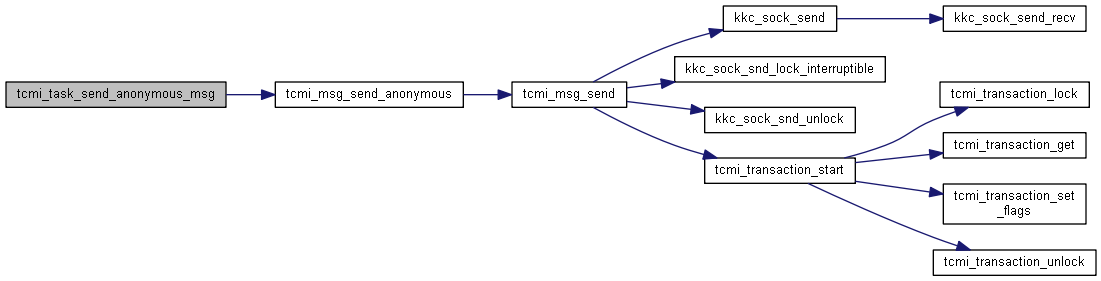 tcmi_task_send_anonymous_msg
tcmi_msg_send_anonymous
tcmi_msg_send
kkc_sock_send
kkc_sock_send_recv
kkc_sock_snd_lock_interruptible
kkc_sock_snd_unlock
tcmi_transaction_start
tcmi_transaction_lock
tcmi_transaction_get
tcmi_transaction_set
_flags
tcmi_transaction_unlock